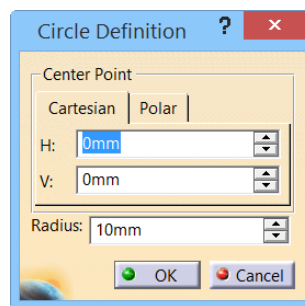 Circle Definition ? ×
Center Point
Cartesian Polar
H: 0mm
V: 0mm
Radius: 10mm
OK Cancel